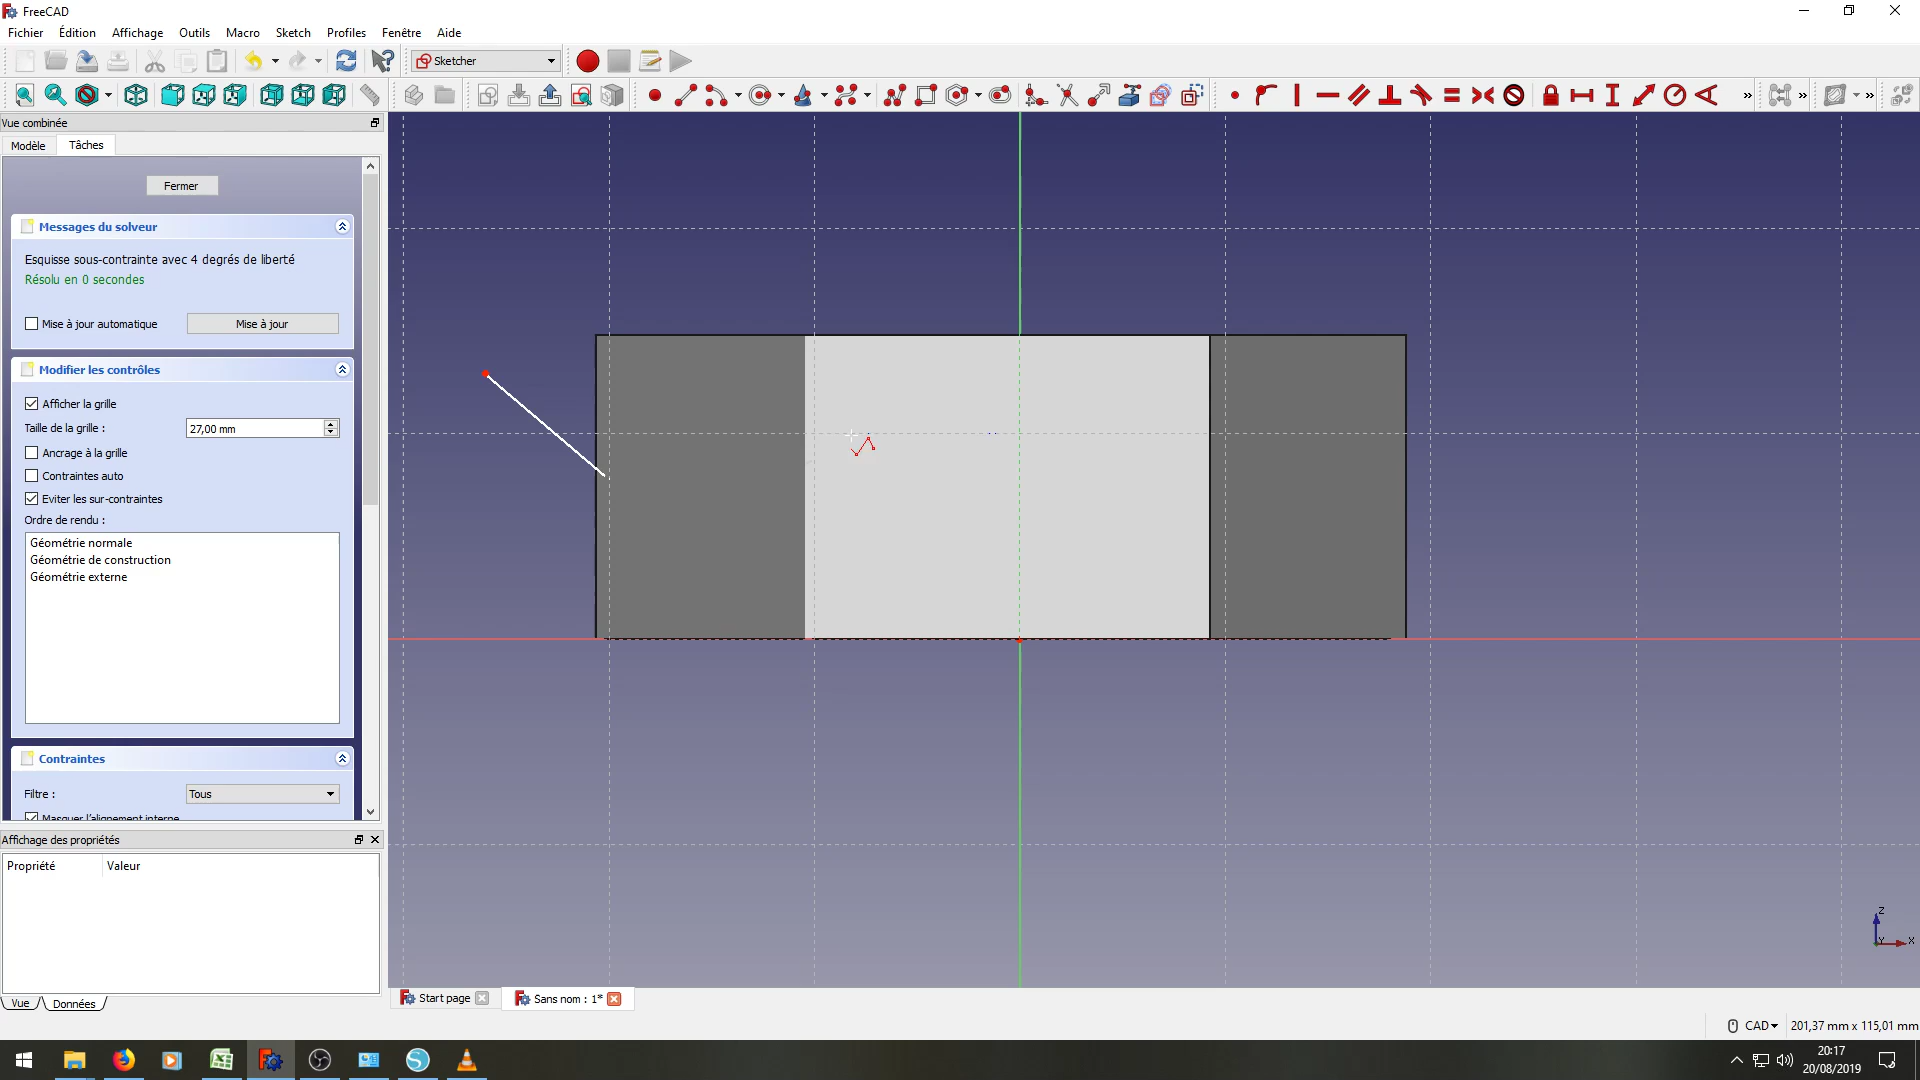 FreeCAD
Fichier Édition Affichage Outils Macro Sketch Profiles Fenêtre Aide
Sketcher
Vue combinée
Modèle Tâches
Fermer
Messages du solveur
Esquisse sous-contrainte avec 4 degrés de liberté
Résolu en 0 secondes
Mise à jour automatique Mise à jour
Modifier les contrôles
Afficher la grille
Taille de la grille : 27,00 mm
Ancrage à la grille
Contraintes auto
Eviter les sur-contraintes
Ordre de rendu :
Géométrie normale
Géométrie de construction
Géométrie externe
Contraintes
Filtre : Tous
Masquer l'alignement interne
Affichage des propriétés
Propriété Valeur
Z
Y X
Vue Données
Start page Sans nom : 1*
CAD 201,37 mm x 115,01 mm
20:17
20/08/2019